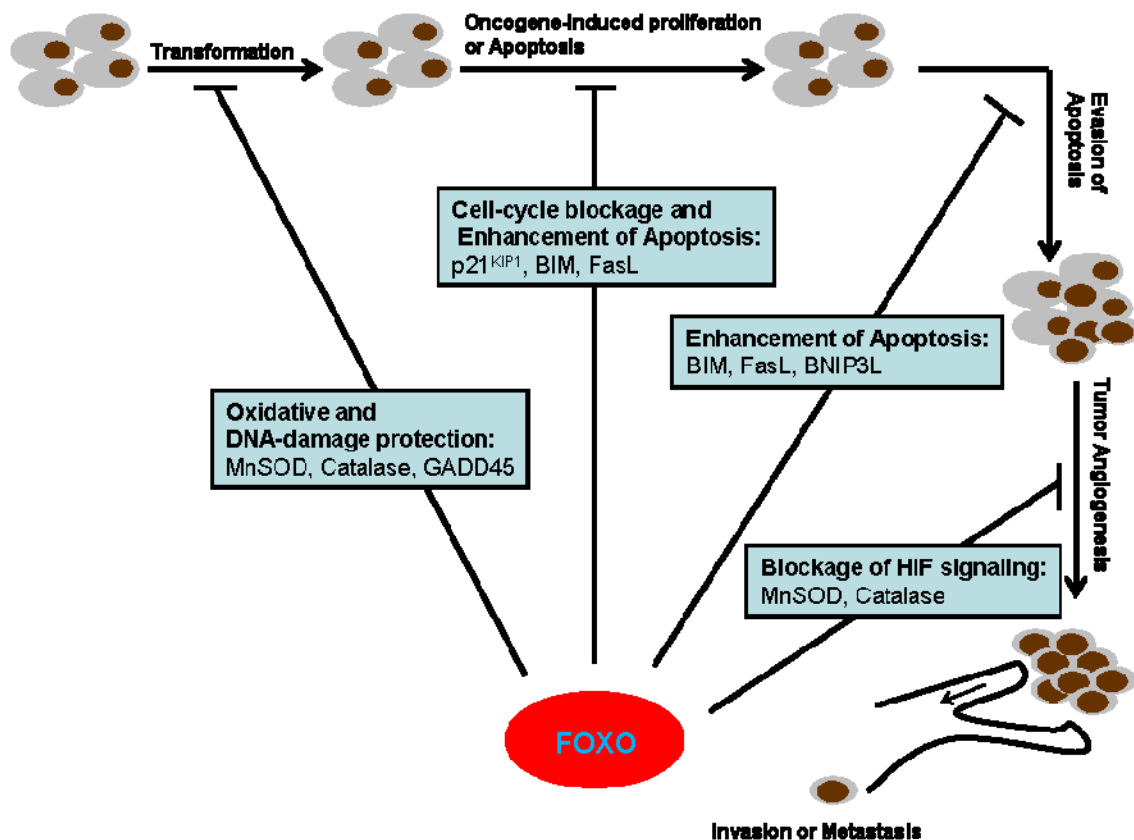 Transformation
Oncogene-induced proliferation
or Apoptosis
Evasion of
Apoptosis
Cell-cycle blockage and
Enhancement of Apoptosis:
p21KIP1, BIM, FasL
Enhancement of Apoptosis:
BIM, FasL, BNIP3L
Oxidative and
DNA-damage protection:
MnSOD, Catalase, GADD45
Tumor Angiogenesis
Blockage of HIF signaling:
MnSOD, Catalase
FOXO
Invasion or Metastasis